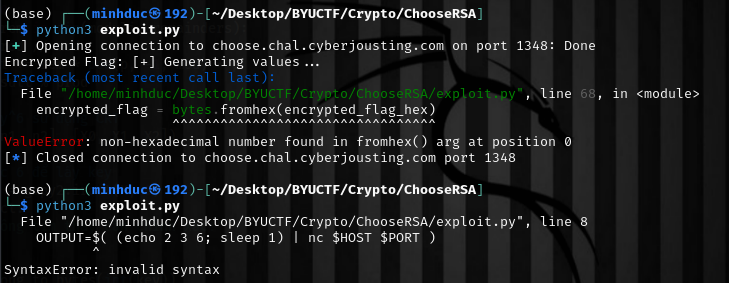 (base) ┌──(minhduc㉿192)-[~/Desktop/BYUCTF/Crypto/ChooseRSA]
└─$ python3 exploit.py
[+] Opening connection to choose.chal.cyberjousting.com on port 1348: Done
Encrypted Flag: [+] Generating values...
Traceback (most recent call last):
  File "/home/minhduc/Desktop/BYUCTF/Crypto/ChooseRSA/exploit.py", line 68, in <module>
    encrypted_flag = bytes.fromhex(encrypted_flag_hex)
                     ^^^^^^^^^^^^^^^^^^^^^^^^^^^^^^^^^
ValueError: non-hexadecimal number found in fromhex() arg at position 0
[*] Closed connection to choose.chal.cyberjousting.com port 1348

(base) ┌──(minhduc㉿192)-[~/Desktop/BYUCTF/Crypto/ChooseRSA]
└─$ python3 exploit.py
  File "/home/minhduc/Desktop/BYUCTF/Crypto/ChooseRSA/exploit.py", line 8
    OUTPUT=$( (echo 2 3 6; sleep 1) | nc $HOST $PORT )
           ^
SyntaxError: invalid syntax